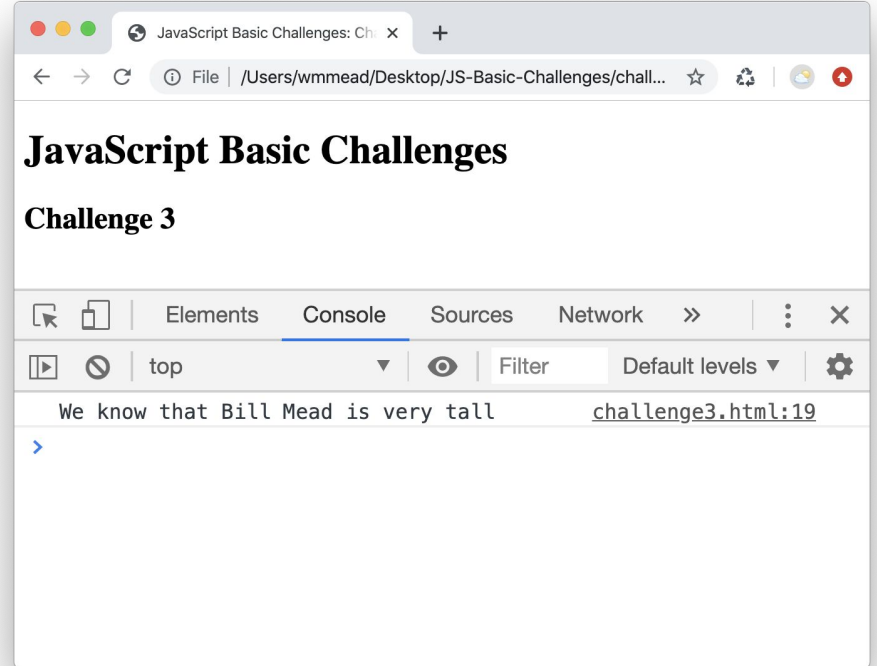 JavaScript Basic Challenges: Ch
File /Users/wmmead/Desktop/JS-Basic-Challenges/chall...
JavaScript Basic Challenges
Challenge 3
Elements Console Sources Network
top Filter Default levels
We know that Bill Mead is very tall challenge3.html:19